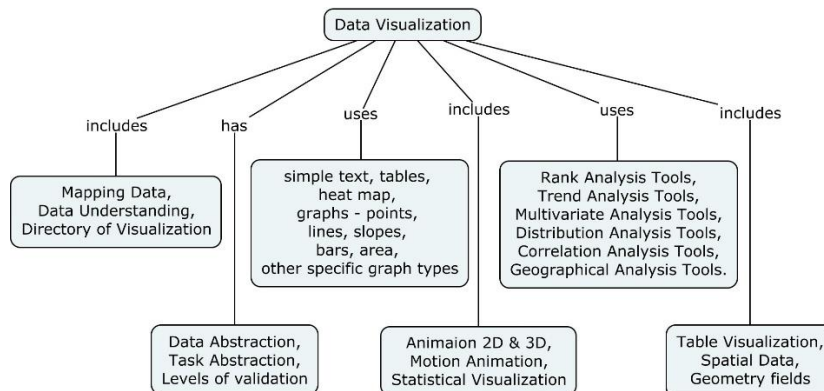 Data Visualization
includes
has
uses
includes
uses
includes
Mapping Data,
Data Understanding,
Directory of Visualization
simple text, tables,
heat map,
graphs - points,
lines, slopes,
bars, area,
other specific graph types
Rank Analysis Tools,
Trend Analysis Tools,
Multivariate Analysis Tools,
Distribution Analysis Tools,
Correlation Analysis Tools,
Geographical Analysis Tools.
Data Abstraction,
Task Abstraction,
Levels of validation
Animaion 2D & 3D,
Motion Animation,
Statistical Visualization
Table Visualization,
Spatial Data,
Geometry fields